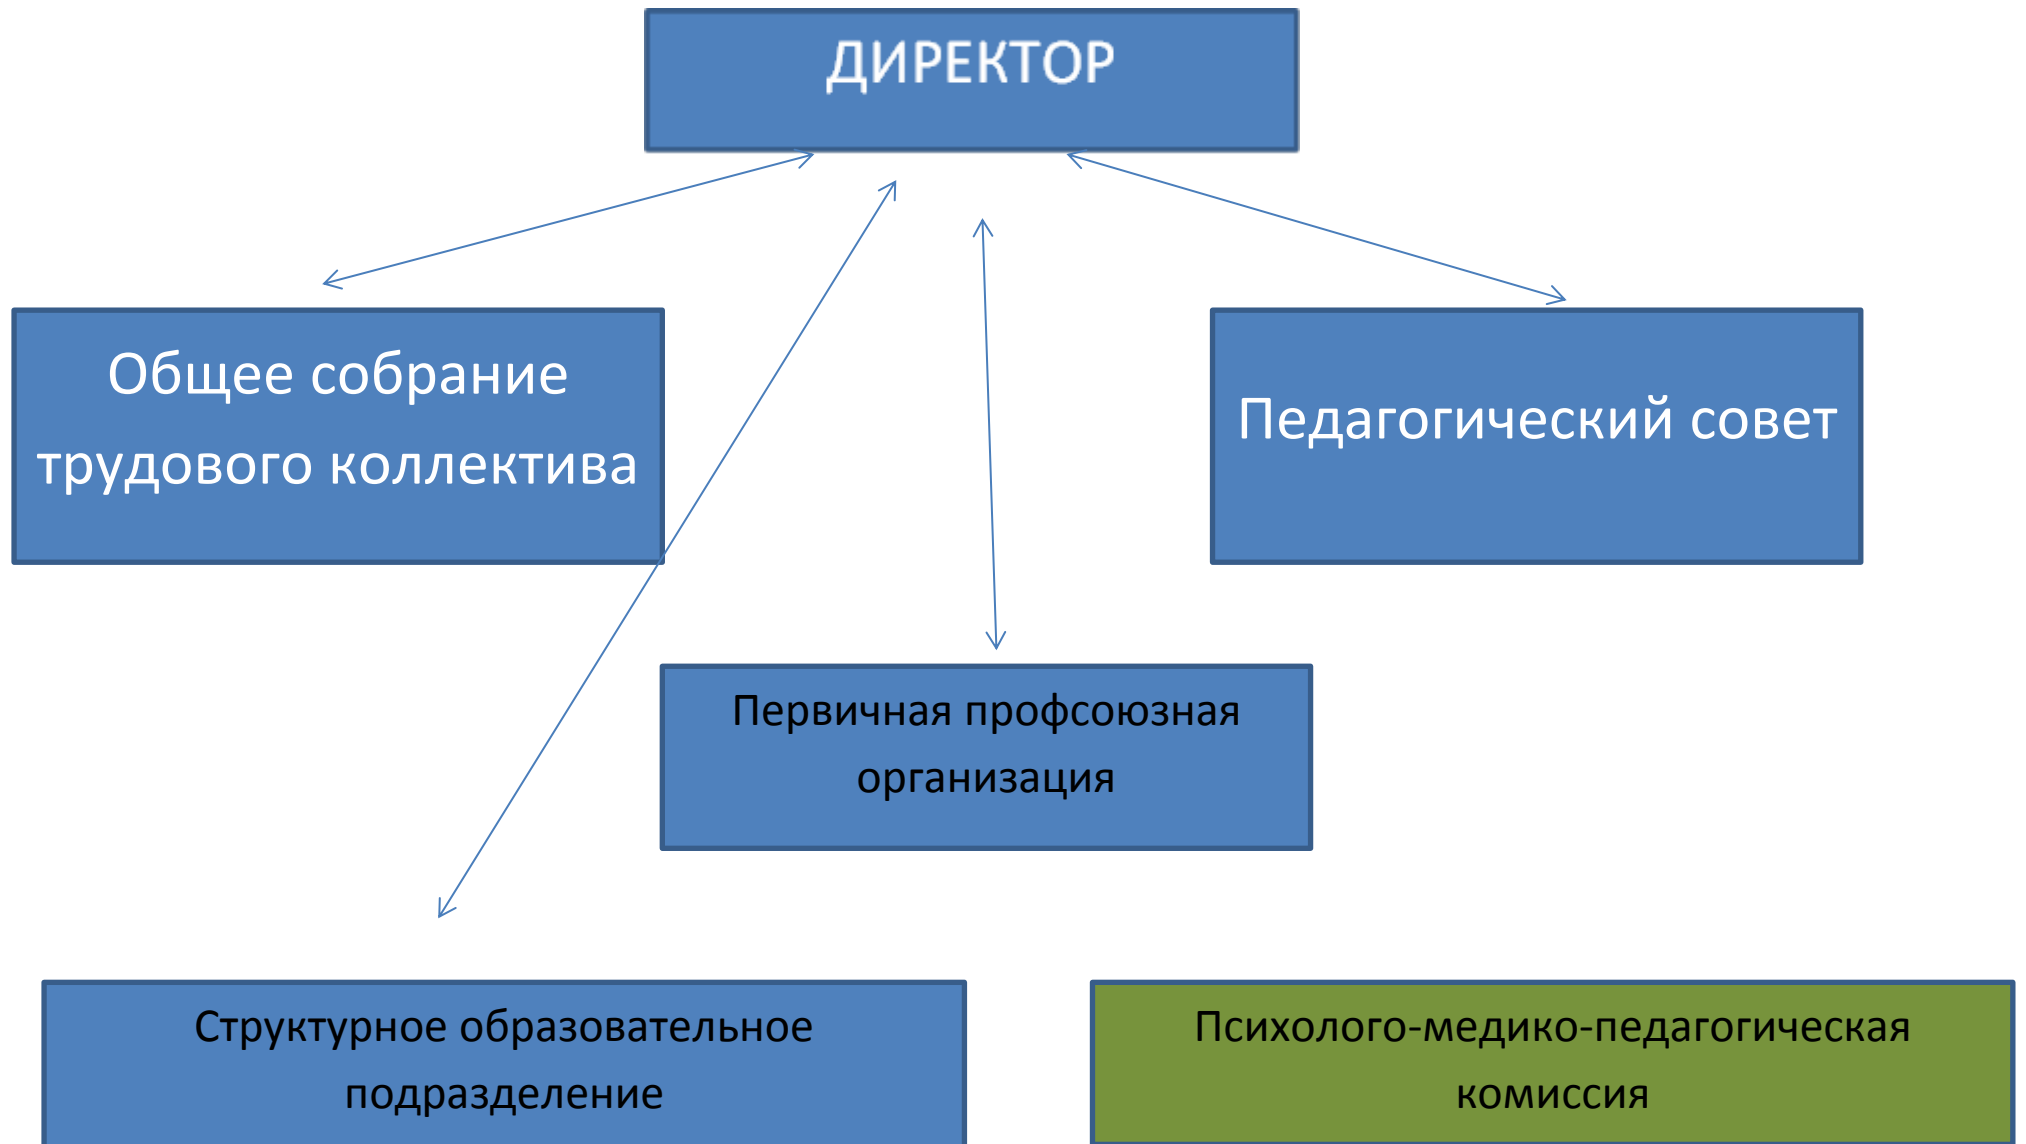 ДИРЕКТОР
Общее собрание
трудового коллектива
Педагогический совет
Первичная профсоюзная
организация
Структурное образовательное
подразделение
Психолого-медико-педагогическая
комиссия